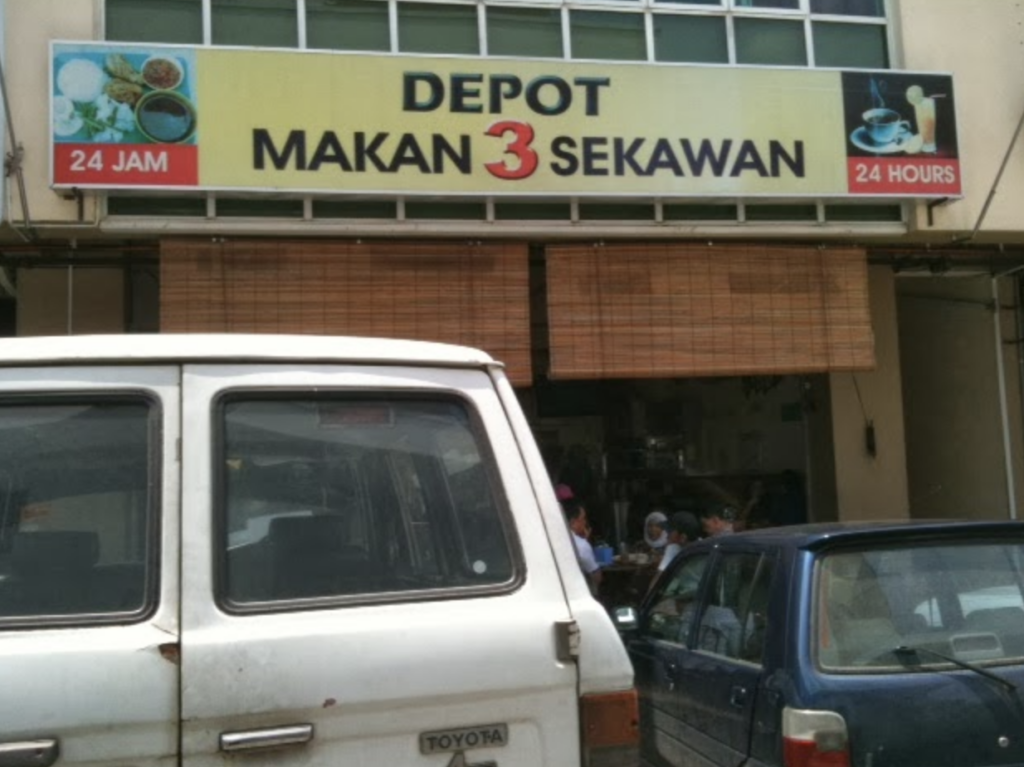 DEPOT
MAKAN 3 SEKAWAN
24 JAM
24 HOURS
TOYOTA